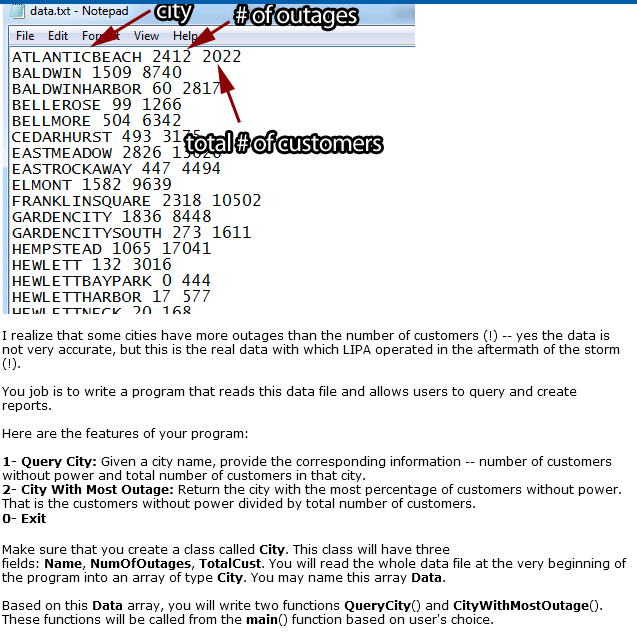 data.txt - Notepad
city
# of outages
File Edit View Help
ATLANTICBEACH 2412 2022
BALDWIN 1509 8740
BALDWINHARBOR 60 2817
BELLEROSE 99 1266
BELLMORE 504 6342
CEDARHURST 493
total # of customers
EASTMEADOW 2826
EASTROCKAWAY 447 4494
ELMONT 1582 9639
FRANKLINSQUARE 2318 10502
GARDENCITY 1836 8448
GARDENCITYSOUTH 273 1611
HEMPSTEAD 1065 17041
HEWLETT 132 3016
HEWLETTBAYPARK 0 444
HEWLETTHARBOR 17 577
HEWLETTNECK 20 168
I realize that some cities have more outages than the number of customers (!) -- yes the data is
not very accurate, but this is the real data with which LIPA operated in the aftermath of the storm
(!).
You job is to write a program that reads this data file and allows users to query and create
reports.
Here are the features of your program:
1- Query City: Given a city name, provide the corresponding information -- number of customers
without power and total number of customers in that city.
2- City With Most Outage: Return the city with the most percentage of customers without power.
That is the customers without power divided by total number of customers.
0- Exit
Make sure that you create a class called City. This class will have three
fields: Name, NumOfOutages, TotalCust. You will read the whole data file at the very beginning of
the program into an array of type City. You may name this array Data.
Based on this Data array, you will write two functions QueryCity() and CityWithMostOutage().
These functions will be called from the main() function based on user's choice.